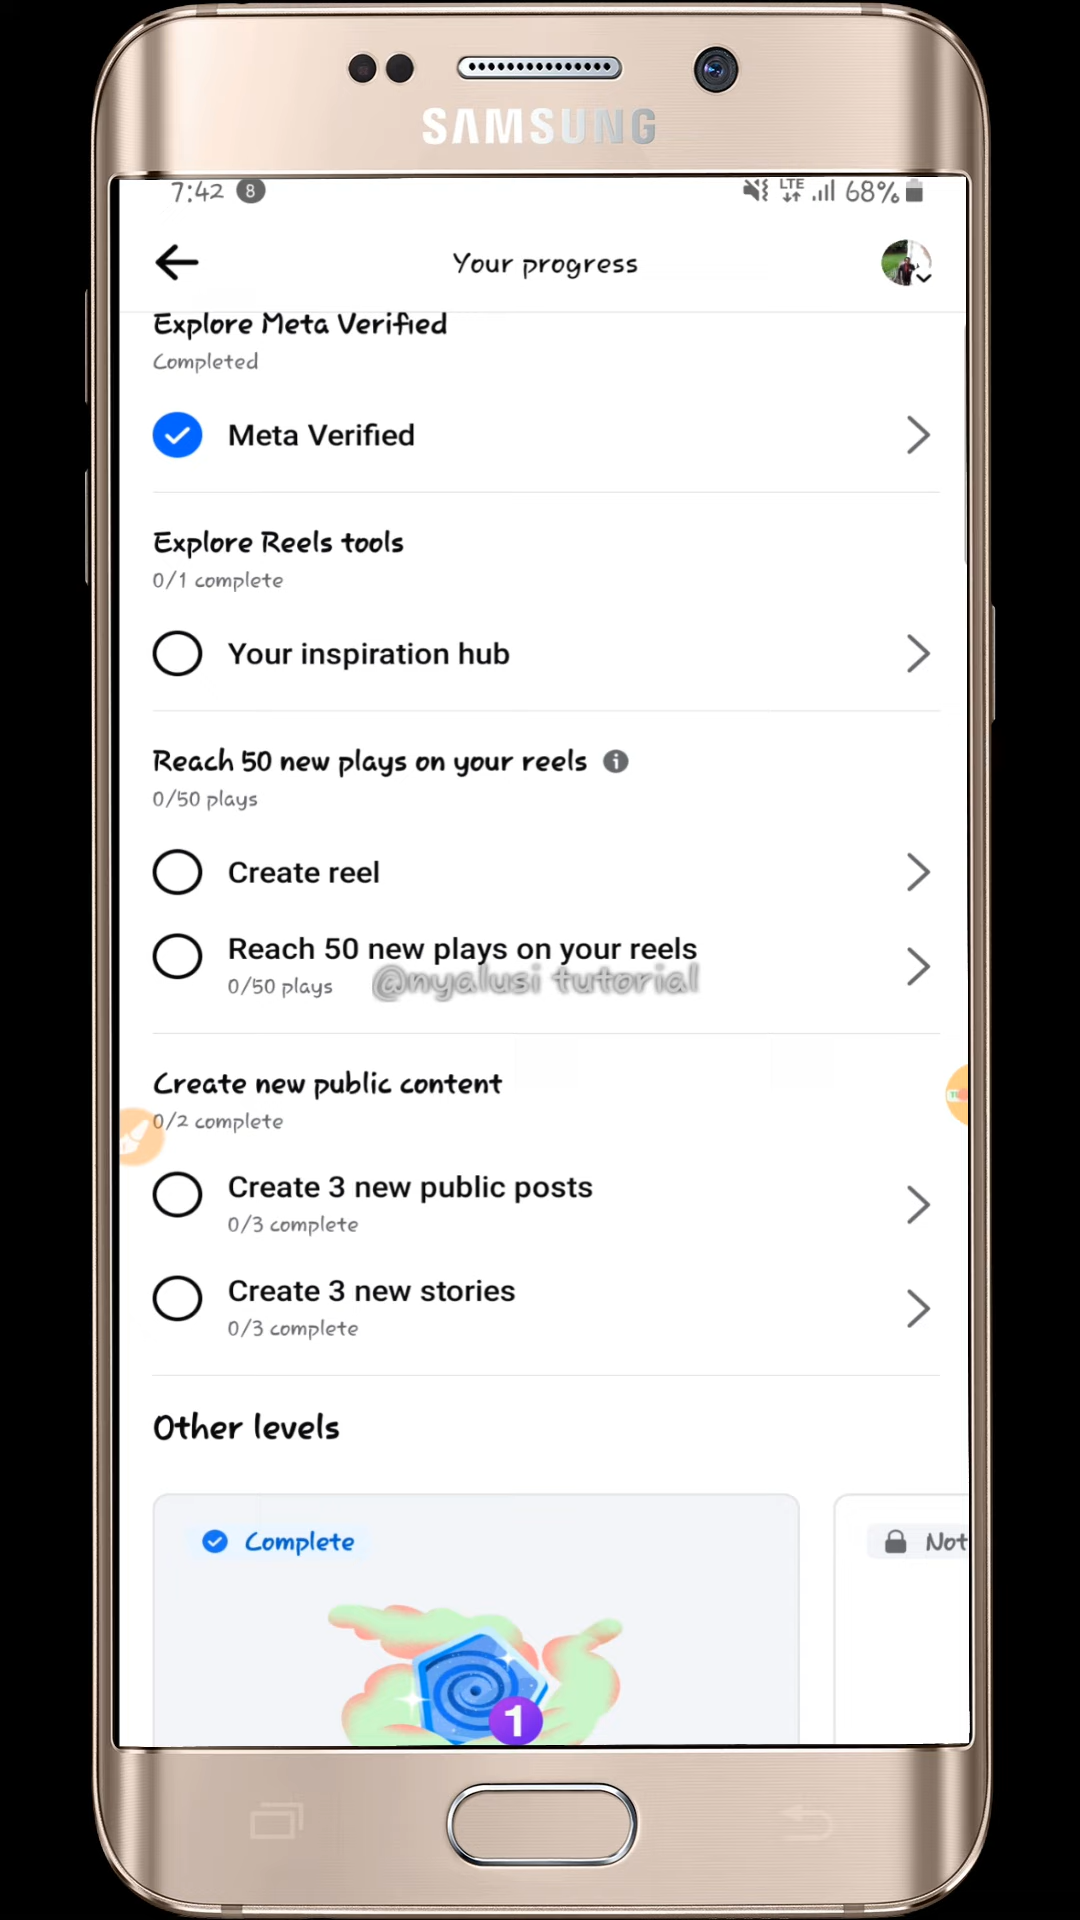 SAMSUNG
7:42 8 LTE 68%
Your progress
Explore Meta Verified
Completed
Meta Verified
Explore Reels tools
0/1 complete
Your inspiration hub
Reach 50 new plays on your reels
0/50 plays
Create reel
Reach 50 new plays on your reels
0/50 plays
@nyalusi tutorial
Create new public content
0/2 complete
Create 3 new public posts
0/3 complete
Create 3 new stories
0/3 complete
Other levels
Complete
Not
1